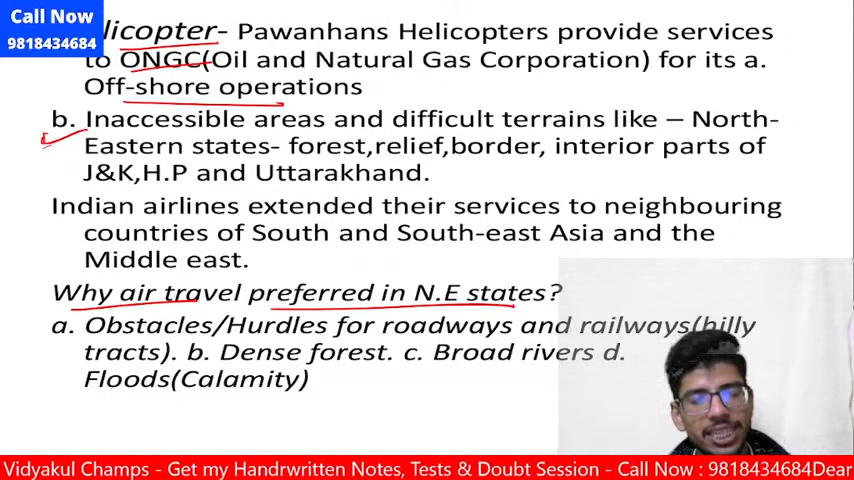 Call Now
9818434684
licopter- Pawanhans Helicopters provide services
to ONGC(Oil and Natural Gas Corporation) for its a.
Off-shore operations
b. Inaccessible areas and difficult terrains like – North-
Eastern states- forest,relief,border, interior parts of
J&K,H.P and Uttarakhand.
Indian airlines extended their services to neighbouring
countries of South and South-east Asia and the
Middle east.
Why air travel preferred in N.E states?
a. Obstacles/Hurdles for roadways and railways(hilly
tracts). b. Dense forest. c. Broad rivers d.
Floods(Calamity)
Vidyakul Champs - Get my Handrwritten Notes, Tests & Doubt Session - Call Now : 9818434684Dear